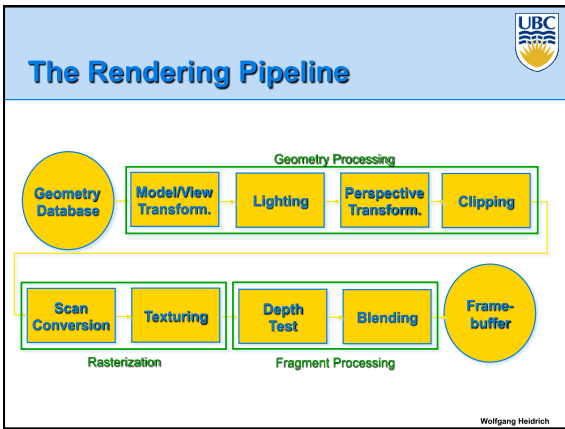 UBC
The Rendering Pipeline
Geometry Processing
Geometry
Database
Model/View
Transform.
Lighting
Perspective
Transform.
Clipping
Scan
Conversion
Texturing
Depth
Test
Blending
Frame-
buffer
Rasterization
Fragment Processing
Wolfgang Heidrich